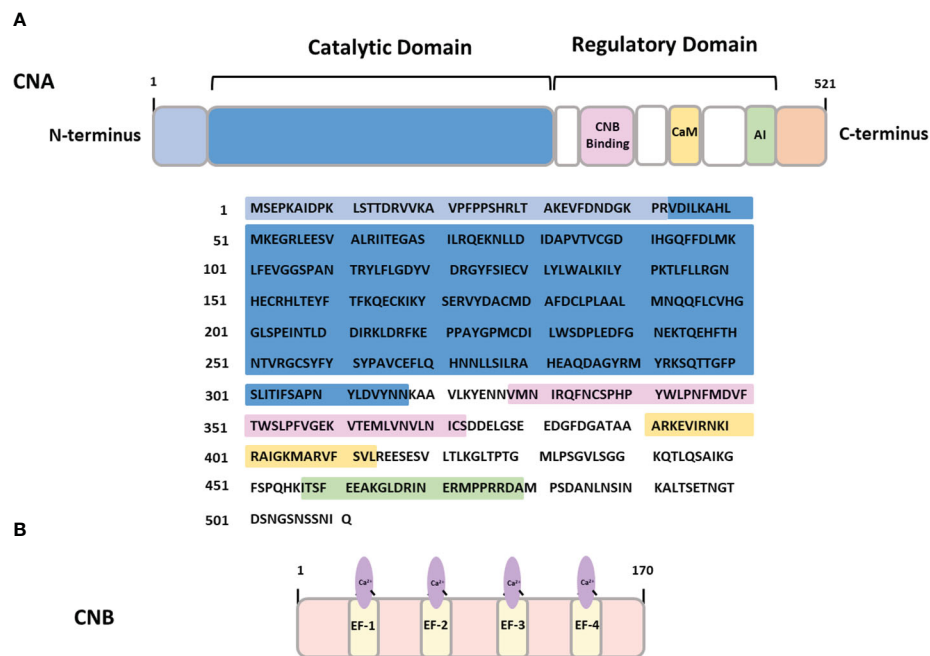 A
Catalytic Domain Regulatory Domain
CNA
1 521
N-terminus CNB Binding CaM AI C-terminus
1 MSEPKAIDPK LSTTDRVVKA VPFPPSHRLT AKEVFDNDGK PRVDILKAHL
51 MKEGRLEESV ALRIITEGAS ILRQEKNLLD IDAPVTVCGD IHGQFFDLMK
101 LFEVGGSPAN TRYLFLGDYV DRGYFSIECV LYLWALKILY PKTLFLLRGN
151 HECRHLTEYF TFKQECKIKY SERVYDACMD AFDCLPLAAL MNQQFLCVHG
201 GLSPEINTLD DIRKLDRFKE PPAYGPMCDI LWSDPLEDFG NEKTQEHFTH
251 NTVRGCSYFY SYPAVCEFLQ HNNLLSILRA HEAQDAGYRM YRKSQTTGFP
301 SLITIFSAPN YLDVYNNKAA VLKYENNVMN IRQFNCSPHP YWLPNFMDVF
351 TWSLPFVGEK VTEMLVNVLN ICSDDELGSE EDGFDGATAA ARKEVIRNKI
401 RAIGKMARVF SVLREESESV LTLKGLTPTG MLPSGVLSGG KQTLQSAIKG
451 FSPQHKITSF EEAKGLDRIN ERMPPRRDAM PSDANLNSIN KALTSETNGT
501 DSNGSNSSNI Q
B
1 170
Ca²⁺ Ca²⁺ Ca²⁺ Ca²⁺
CNB EF-1 EF-2 EF-3 EF-4